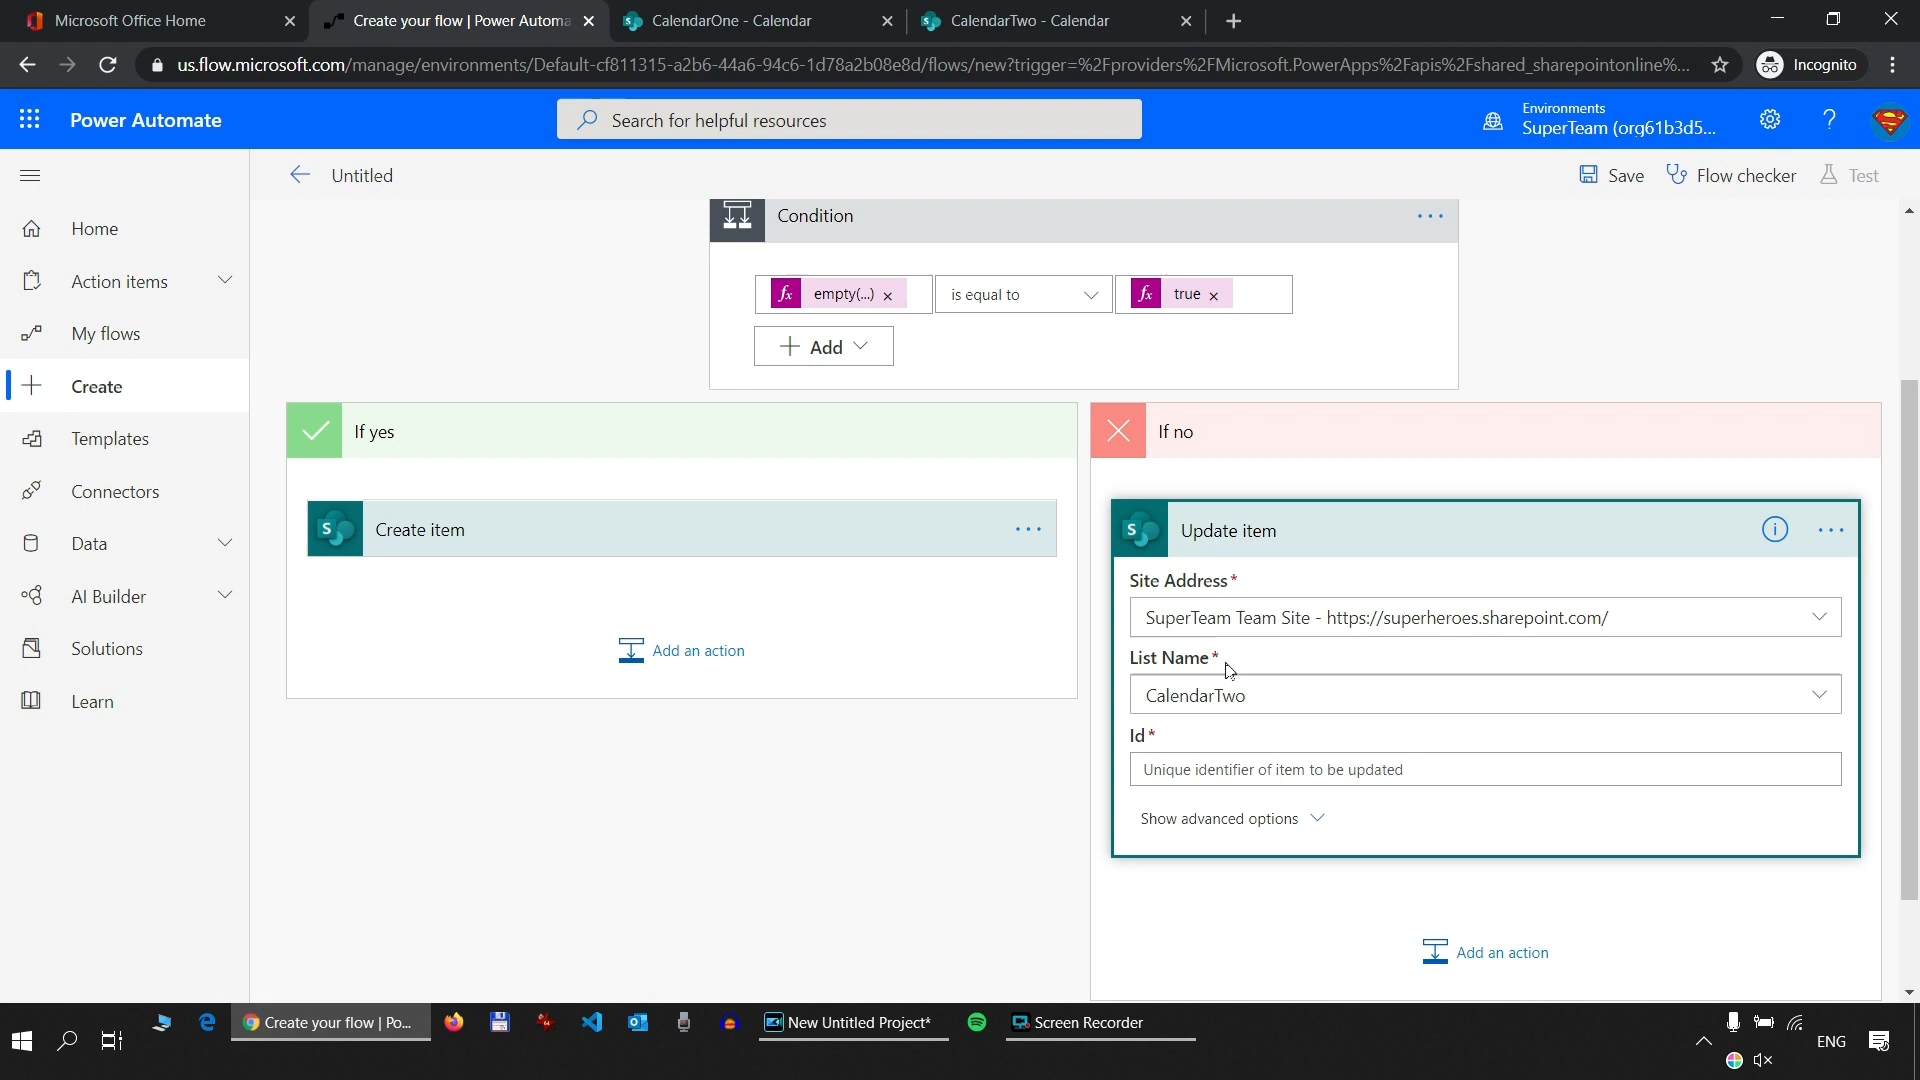 Microsoft Office Home
Create your flow | Power Automa
CalendarOne - Calendar
CalendarTwo - Calendar
us.flow.microsoft.com/manage/environments/Default-cf811315-a2b6-44a6-94c6-1d78a2b08e8d/flows/new?trigger=%2Fproviders%2FMicrosoft.PowerApps%2Fapis%2Fshared_sharepointonline%...
Incognito
Power Automate
Search for helpful resources
Environments
SuperTeam (org61b3d5...
Untitled
Save
Flow checker
Test
Home
Action items
My flows
Create
Templates
Connectors
Data
AI Builder
Solutions
Learn
Condition
fx empty(...) ×
is equal to
fx true ×
Add
If yes
If no
S Create item
Add an action
S Update item
Site Address*
SuperTeam Team Site - https://superheroes.sharepoint.com/
List Name*
CalendarTwo
Id*
Unique identifier of item to be updated
Show advanced options
Add an action
Create your flow | Po...
New Untitled Project*
Screen Recorder
ENG